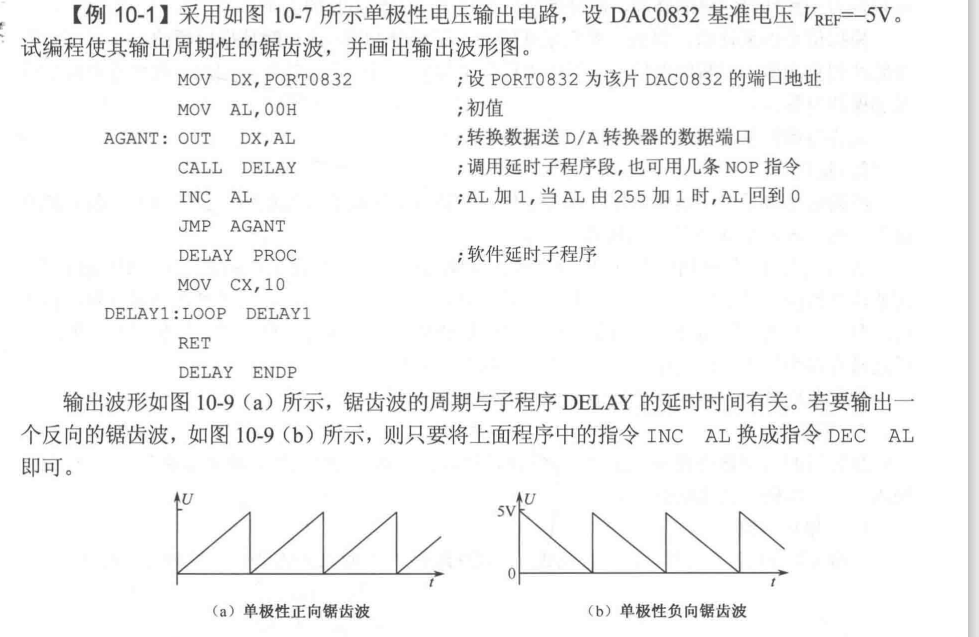 【例 10-1】采用如图 10-7 所示单极性电压输出电路，设 DAC0832 基准电压 VREF=−5V。
试编程使其输出周期性的锯齿波，并画出输出波形图。
MOV DX,PORT0832 ;设 PORT0832 为该片 DAC0832 的端口地址
MOV AL,00H ;初值
AGANT: OUT DX,AL ;转换数据送 D/A 转换器的数据端口
CALL DELAY ;调用延时子程序段,也可用几条 NOP 指令
INC AL ;AL 加 1,当 AL 由 255 加 1 时,AL 回到 0
JMP AGANT
DELAY PROC ;软件延时子程序
MOV CX,10
DELAY1:LOOP DELAY1
RET
DELAY ENDP
输出波形如图 10-9（a）所示，锯齿波的周期与子程序 DELAY 的延时时间有关。若要输出一
个反向的锯齿波，如图 10-9（b）所示，则只要将上面程序中的指令 INC AL 换成指令 DEC AL
即可。
U
t
（a）单极性正向锯齿波
U
5V
0
t
（b）单极性负向锯齿波